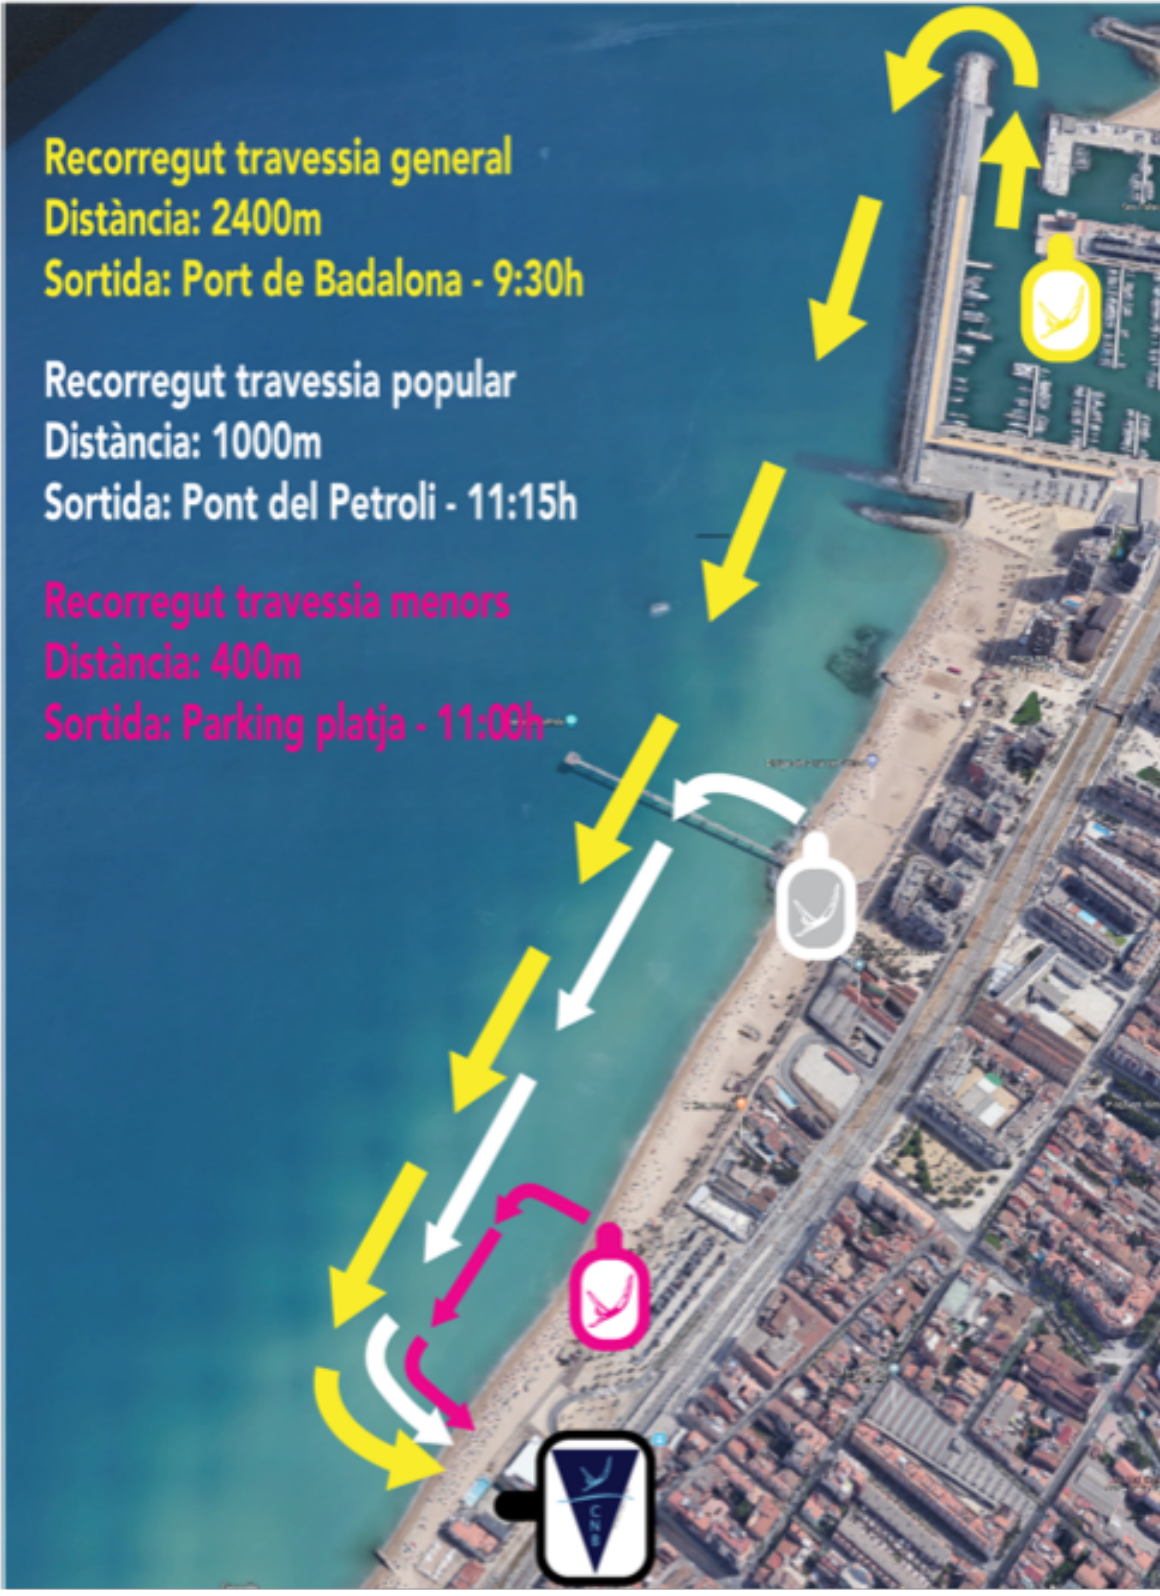 Recorregut travessia general
Distància: 2400m
Sortida: Port de Badalona - 9:30h
Recorregut travessia popular
Distància: 1000m
Sortida: Pont del Petroli - 11:15h
Recorregut travessia menors
Distància: 400m
Sortida: Parking platja - 11:00h
CNB